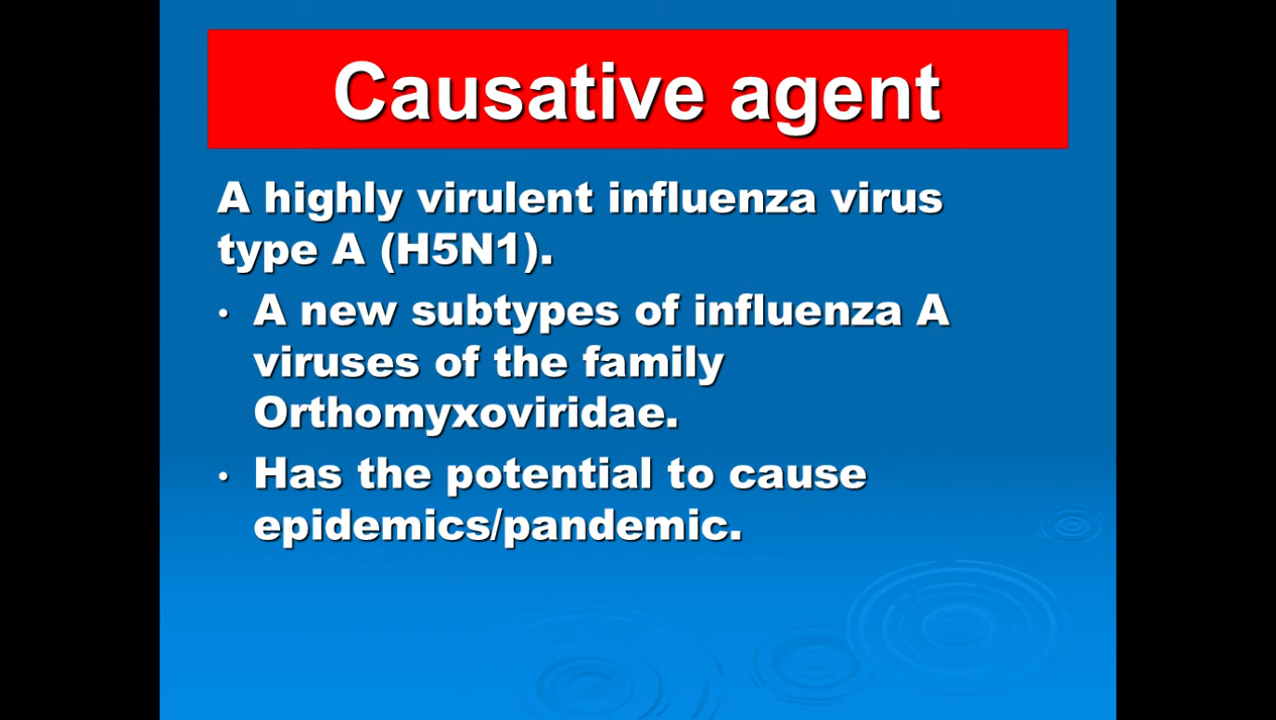 Causative agent
A highly virulent influenza virus
type A (H5N1).
• A new subtypes of influenza A
viruses of the family
Orthomyxoviridae.
• Has the potential to cause
epidemics/pandemic.